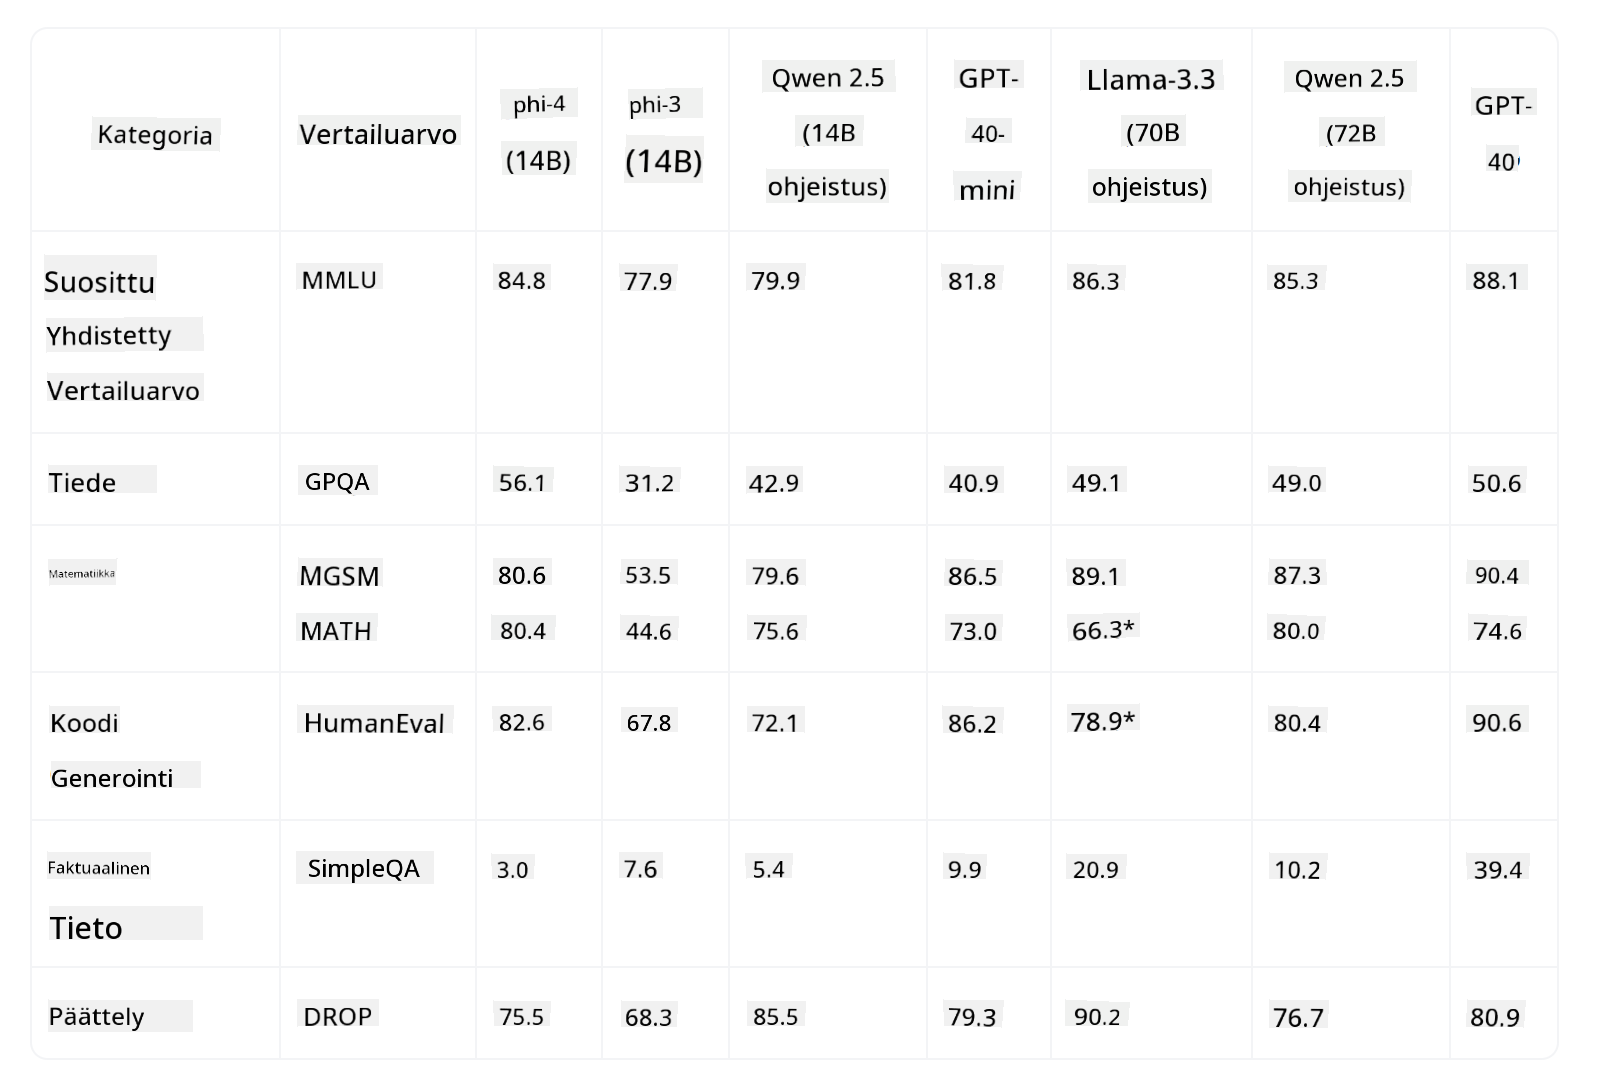 Kategoria Vertailuarvo phi-4 (14B) phi-3 (14B) Qwen 2.5 (14B ohjeistus) GPT-40-mini Llama-3.3 (70B ohjeistus) Qwen 2.5 (72B ohjeistus) GPT-40
Suosittu Yhdistetty Vertailuarvo MMLU 84.8 77.9 79.9 81.8 86.3 85.3 88.1
Tiede GPQA 56.1 31.2 42.9 40.9 49.1 49.0 50.6
Matematiikka MGSM 80.6 53.5 79.6 86.5 89.1 87.3 90.4
MATH 80.4 44.6 75.6 73.0 66.3* 80.0 74.6
Koodi Generointi HumanEval 82.6 67.8 72.1 86.2 78.9* 80.4 90.6
Faktuaalinen Tieto SimpleQA 3.0 7.6 5.4 9.9 20.9 10.2 39.4
Päättely DROP 75.5 68.3 85.5 79.3 90.2 76.7 80.9